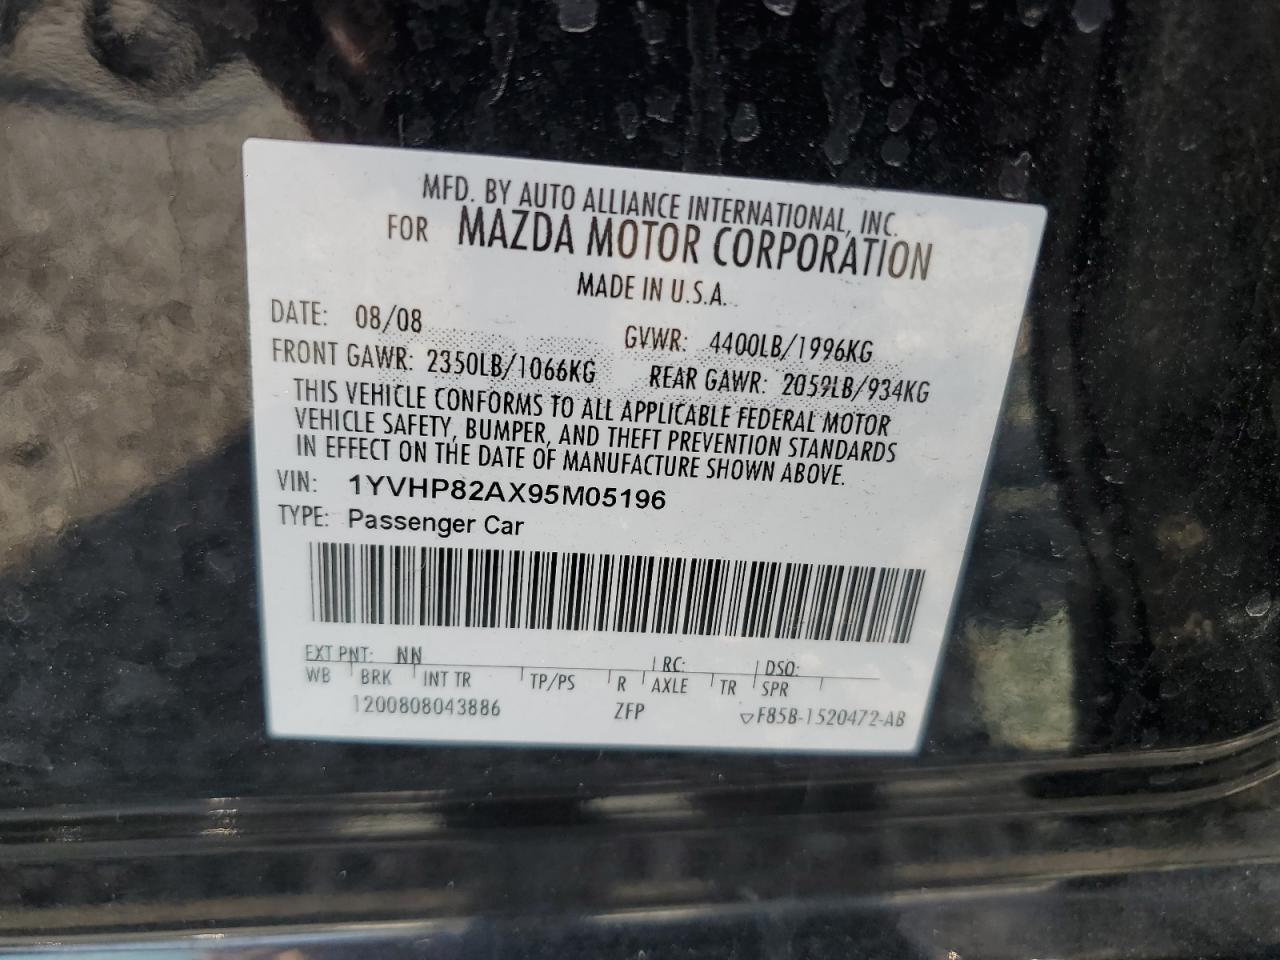 MFD. BY AUTO ALLIANCE INTERNATIONAL, INC.
FOR MAZDA MOTOR CORPORATION
MADE IN U.S.A.
DATE: 08/08 GVWR: 4400LB/1996KG
FRONT GAWR: 2350LB/1066KG REAR GAWR: 2059LB/934KG
THIS VEHICLE CONFORMS TO ALL APPLICABLE FEDERAL MOTOR
VEHICLE SAFETY, BUMPER, AND THEFT PREVENTION STANDARDS
IN EFFECT ON THE DATE OF MANUFACTURE SHOWN ABOVE.
VIN: 1YVHP82AX95M05196
TYPE: Passenger Car
EXT PNT: NN RC: DSO:
WB BRK INT TR TP/PS R AXLE TR SPR
1200808043886 ZFP ▽F85B-1520472-AB